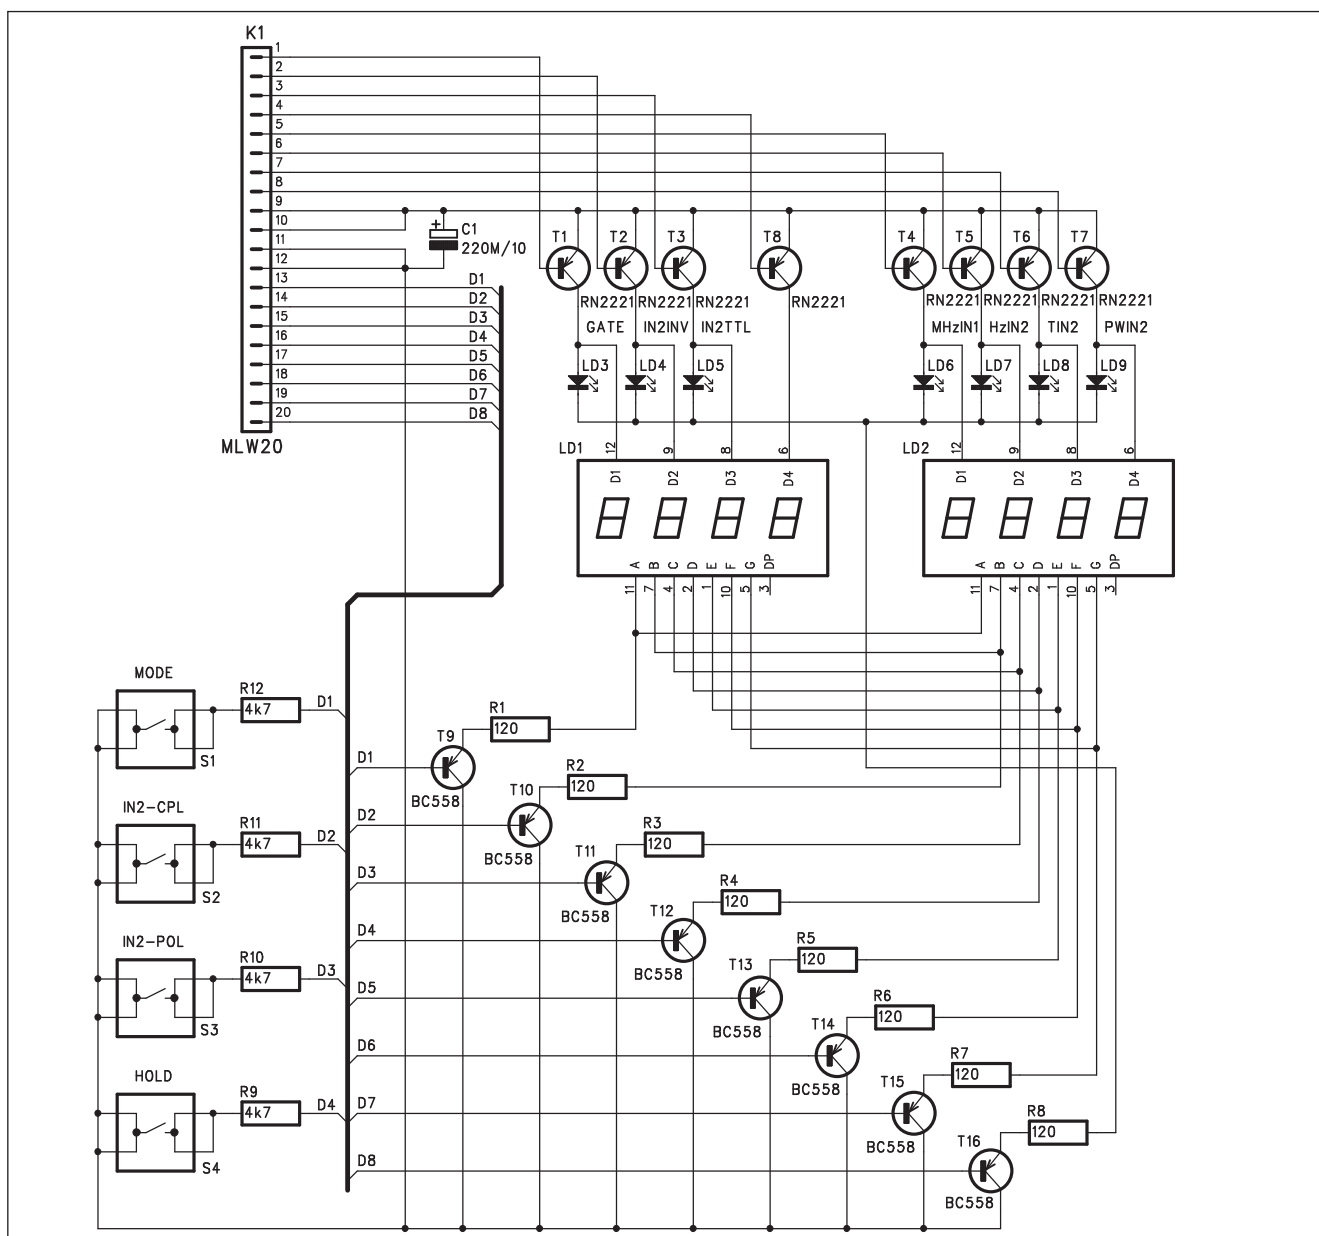 K1
1
2
3
4
5
6
7
8
9
10
11
12
13
14
15
16
17
18
19
20
MLW20
+
C1
220M/10
D1
D2
D3
D4
D5
D6
D7
D8
T1 T2 T3 T8 T4 T5 T6 T7
RN2221 RN2221 RN2221 RN2221 RN2221 RN2221 RN2221 RN2221
GATE IN2INV IN2TTL MHzIN1 HzIN2 TIN2 PWIN2
LD3 LD4 LD5 LD6 LD7 LD8 LD9
LD1 12 9 8 6 LD2 12 9 8 6
D1 D2 D3 D4 D1 D2 D3 D4
A B C D E F G DP A B C D E F G DP
11 7 4 2 1 10 5 3 11 7 4 2 1 10 5 3
MODE
R12
4k7
D1
S1
R1
120
T9
D1
BC558
R2
120
T10
IN2-CPL
R11
4k7
D2
D2
BC558
S2
R3
120
T11
D3
BC558
R4
120
T12
IN2-POL
R10
4k7
D3
D4
BC558
S3
R5
120
T13
D5
BC558
R6
120
T14
D6
BC558
HOLD
R9
4k7
D4
S4
R7
120
T15
D7
BC558
R8
120
T16
D8
BC558